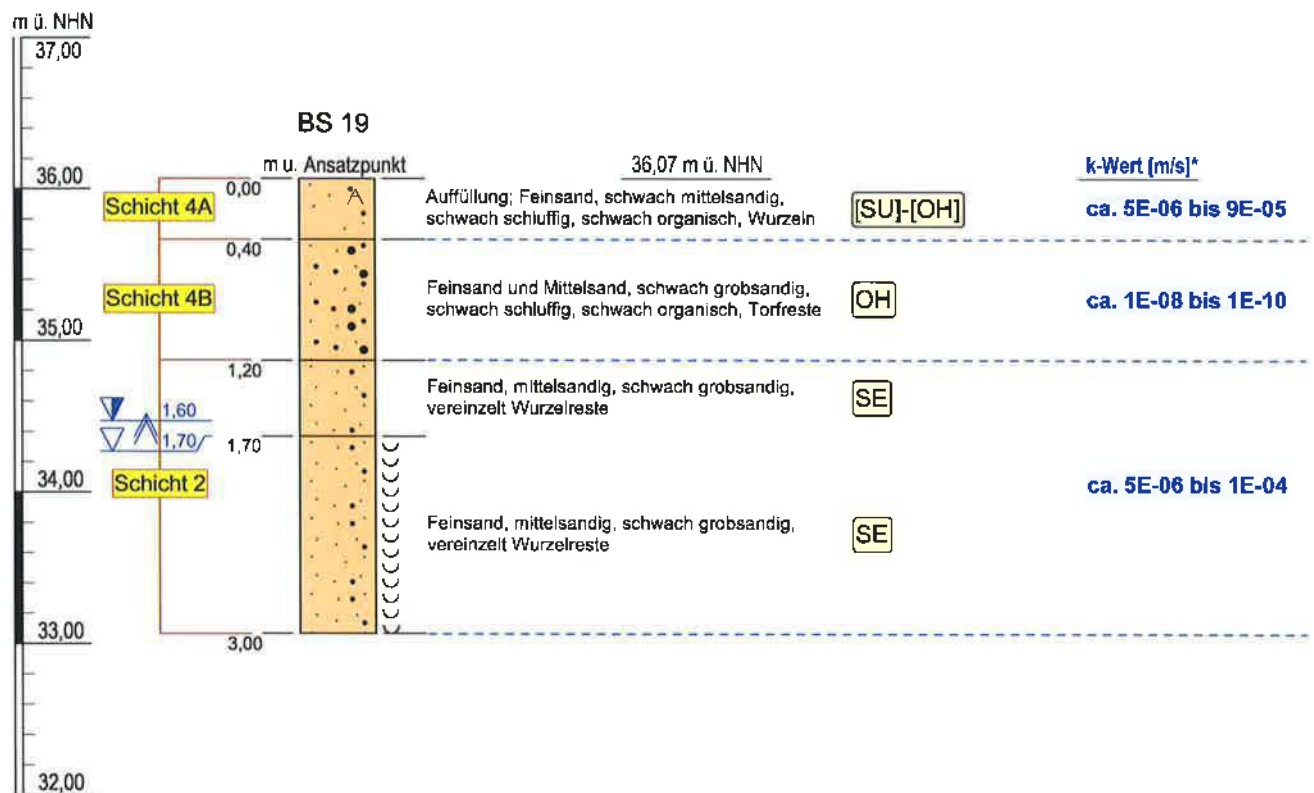 m ü. NHN
37,00
BS 19
m u. Ansatzpunkt
36,07 m ü. NHN
k-Wert [m/s]*
36,00
0,00
Schicht 4A
A
Auffüllung; Feinsand, schwach mittelsandig,
schwach schluffig, schwach organisch, Wurzeln
[SU]-[OH]
ca. 5E-06 bis 9E-05
0,40
Schicht 4B
Feinsand und Mittelsand, schwach grobsandig,
schwach schluffig, schwach organisch, Torfreste
OH
ca. 1E-08 bis 1E-10
35,00
1,20
Feinsand, mittelsandig, schwach grobsandig,
vereinzelt Wurzelreste
SE
1,60
1,70
1,70
34,00
Schicht 2
ca. 5E-06 bis 1E-04
Feinsand, mittelsandig, schwach grobsandig,
vereinzelt Wurzelreste
SE
33,00
3,00
32,00